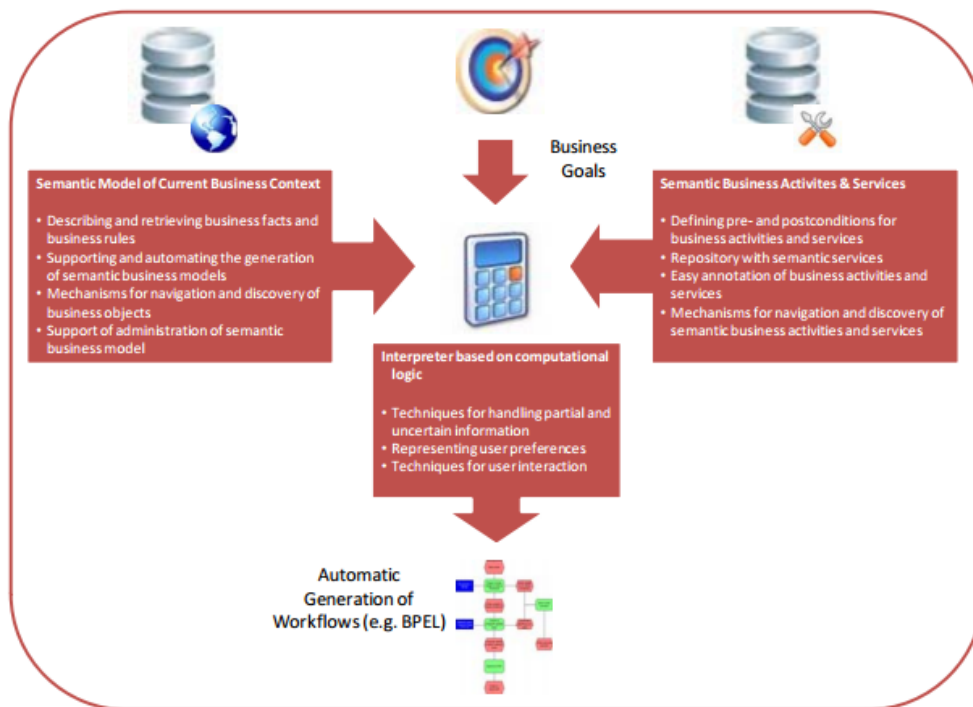 Business
Goals
Semantic Model of Current Business Context
• Describing and retrieving business facts and
business rules
• Supporting and automating the generation
of semantic business models
• Mechanisms for navigation and discovery of
business objects
• Support of administration of semantic
business model
Semantic Business Activites & Services
• Defining pre- and postconditions for
business activities and services
• Repository with semantic services
• Easy annotation of business activities and
services
• Mechanisms for navigation and discovery of
semantic business activities and services
Interpreter based on computational
logic
• Techniques for handling partial and
uncertain information
• Representing user preferences
• Techniques for user interaction
Automatic
Generation of
Workflows (e.g. BPEL)